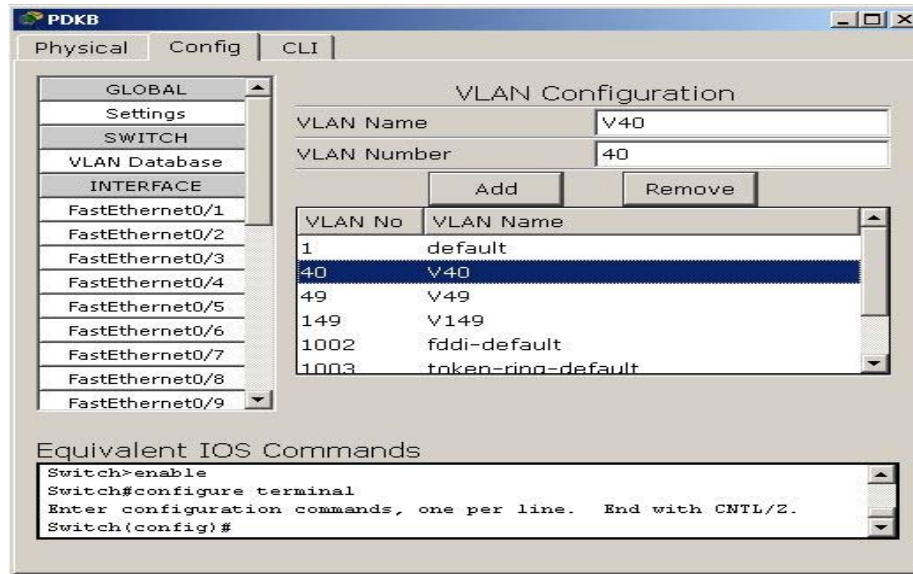 PDKB
Physical Config CLI
GLOBAL
Settings
SWITCH
VLAN Database
INTERFACE
FastEthernet0/1
FastEthernet0/2
FastEthernet0/3
FastEthernet0/4
FastEthernet0/5
FastEthernet0/6
FastEthernet0/7
FastEthernet0/8
FastEthernet0/9
VLAN Configuration
VLAN Name V40
VLAN Number 40
Add Remove
VLAN No VLAN Name
1 default
40 V40
49 V49
149 V149
1002 fddi-default
1003 token-ring-default
Equivalent IOS Commands
Switch>enable
Switch#configure terminal
Enter configuration commands, one per line. End with CNTL/Z.
Switch(config)#